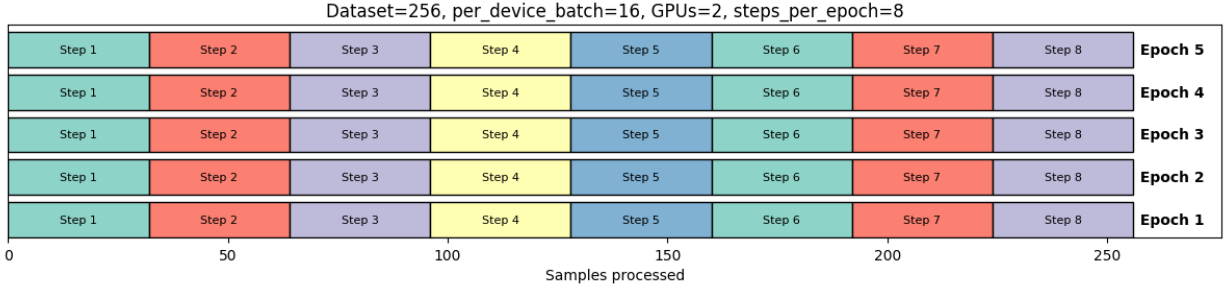 Dataset=256, per_device_batch=16, GPUs=2, steps_per_epoch=8
Step 1 Step 2 Step 3 Step 4 Step 5 Step 6 Step 7 Step 8 Epoch 5
Step 1 Step 2 Step 3 Step 4 Step 5 Step 6 Step 7 Step 8 Epoch 4
Step 1 Step 2 Step 3 Step 4 Step 5 Step 6 Step 7 Step 8 Epoch 3
Step 1 Step 2 Step 3 Step 4 Step 5 Step 6 Step 7 Step 8 Epoch 2
Step 1 Step 2 Step 3 Step 4 Step 5 Step 6 Step 7 Step 8 Epoch 1
0 50 100 150 200 250
Samples processed